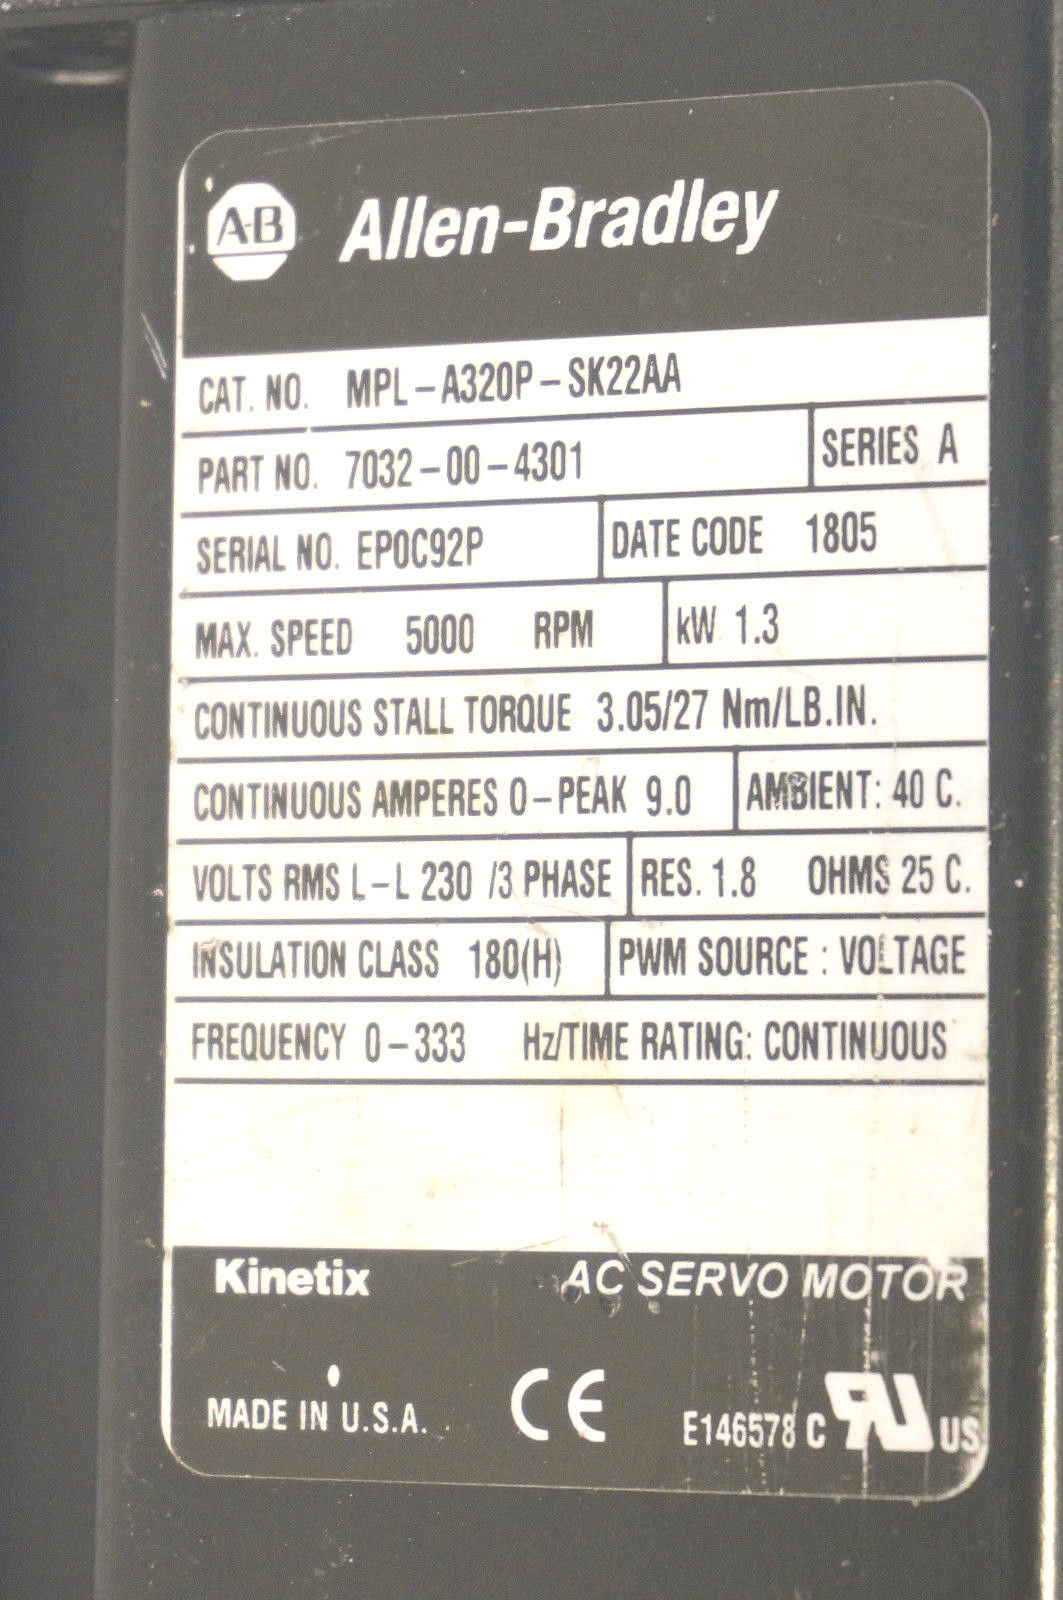 A-B Allen-Bradley
CAT. NO. MPL-A320P-SK22AA
PART NO. 7032-00-4301 SERIES A
SERIAL NO. EP0C92P DATE CODE 1805
MAX. SPEED 5000 RPM kW 1.3
CONTINUOUS STALL TORQUE 3.05/27 Nm/LB.IN.
CONTINUOUS AMPERES 0-PEAK 9.0 AMBIENT: 40 C.
VOLTS RMS L-L 230 /3 PHASE RES. 1.8 OHMS 25 C.
INSULATION CLASS 180(H) PWM SOURCE : VOLTAGE
FREQUENCY 0-333 Hz/TIME RATING: CONTINUOUS
Kinetix AC SERVO MOTOR
MADE IN U.S.A. CE E146578 C RU US